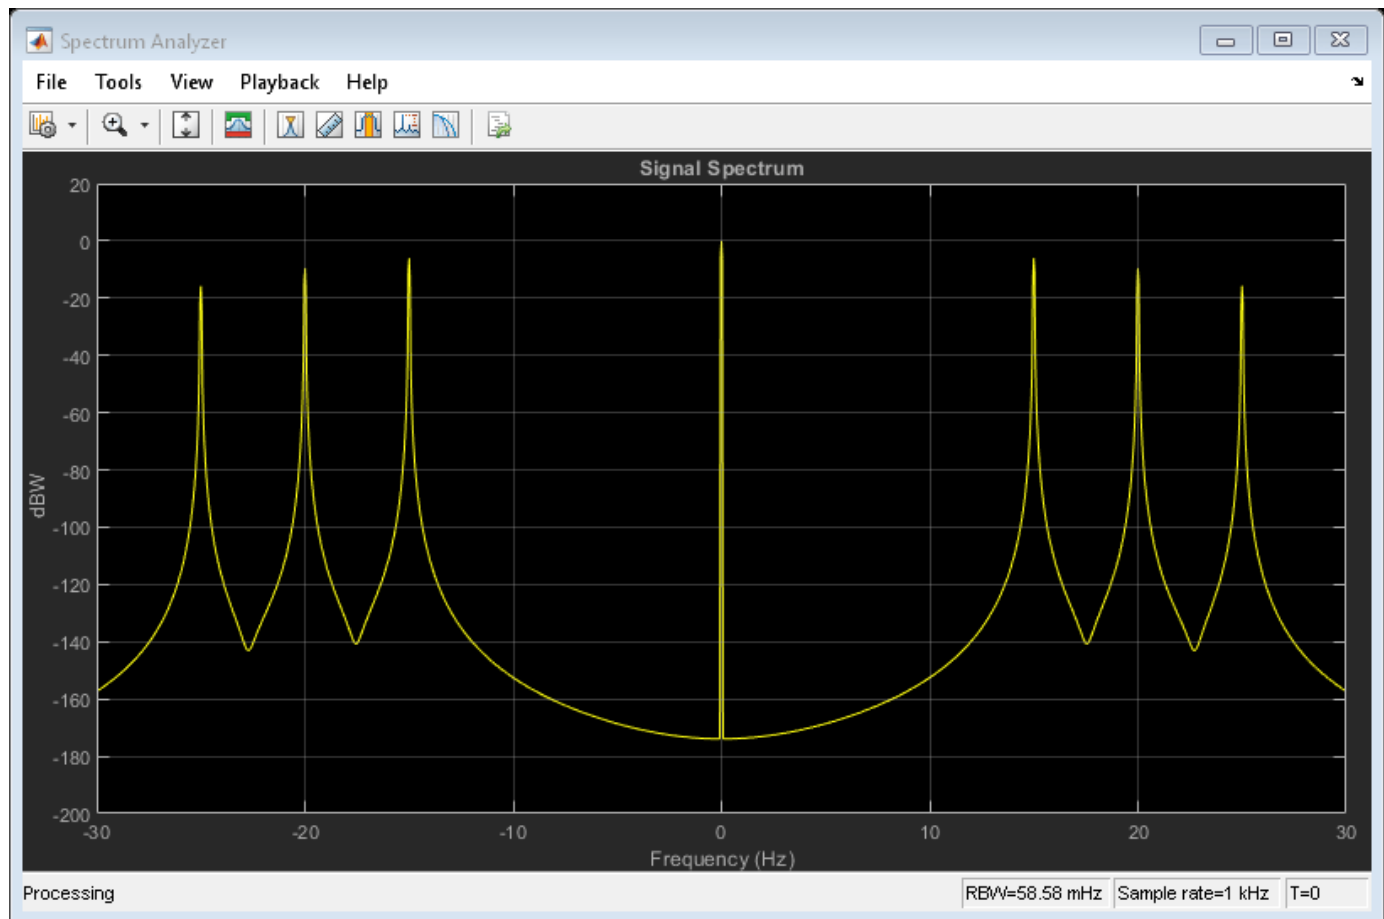 Spectrum Analyzer
File Tools View Playback Help
Signal Spectrum
20
0
-20
-40
-60
-80
-100
-120
-140
-160
-180
-200
dBW
-30 -20 -10 0 10 20 30
Frequency (Hz)
Processing RBW=58.58 mHz Sample rate=1 kHz T=0